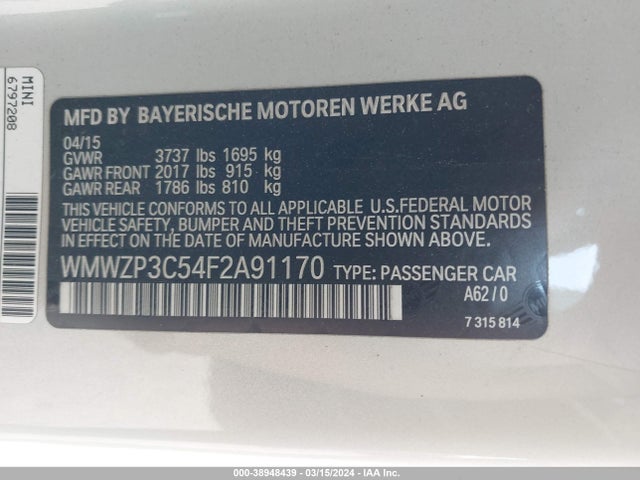 MINI
6797208
MFD BY BAYERISCHE MOTOREN WERKE AG
04/15
GVWR 3737 lbs 1695 kg
GAWR FRONT 2017 lbs 915 kg
GAWR REAR 1786 lbs 810 kg
THIS VEHICLE CONFORMS TO ALL APPLICABLE U.S.FEDERAL MOTOR
VEHICLE SAFETY, BUMPER AND THEFT PREVENTION STANDARDS
IN EFFECT ON THE DATE OF MANUFACTURE SHOWN ABOVE.
WMWZP3C54F2A91170 TYPE: PASSENGER CAR
A62/0
7 315 814
000-38948439 - 03/15/2024 - IAA Inc.